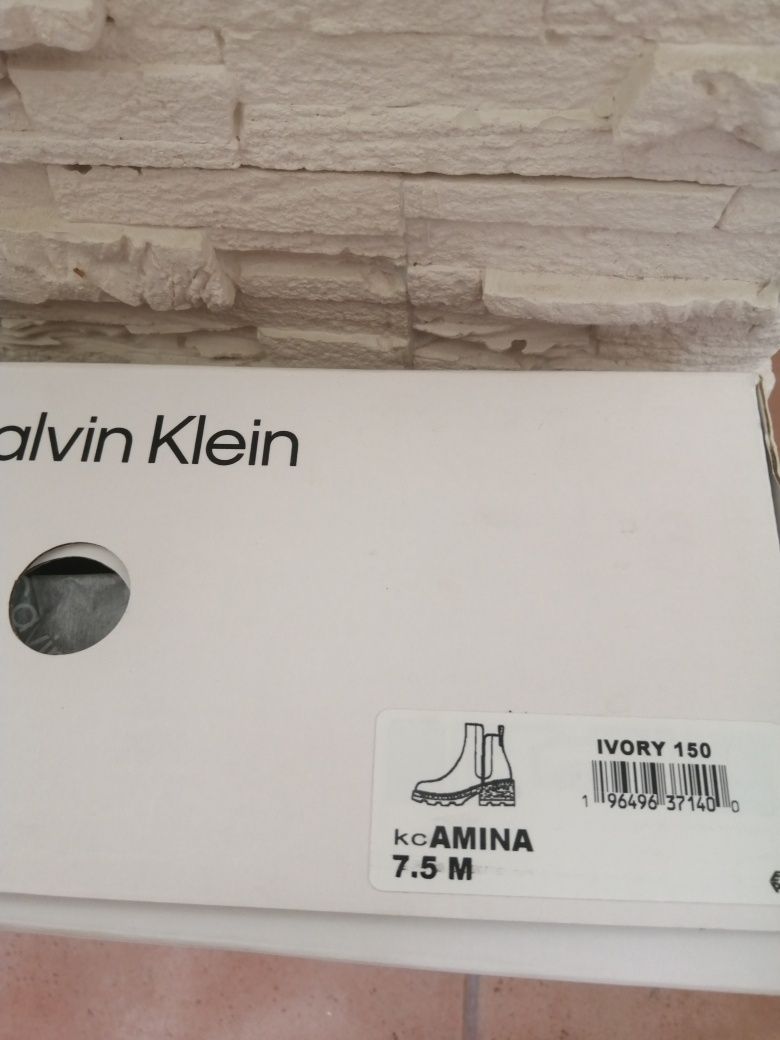 alvin Klein
IVORY 150
1 96496 37140 0
kcAMINA
7.5 M